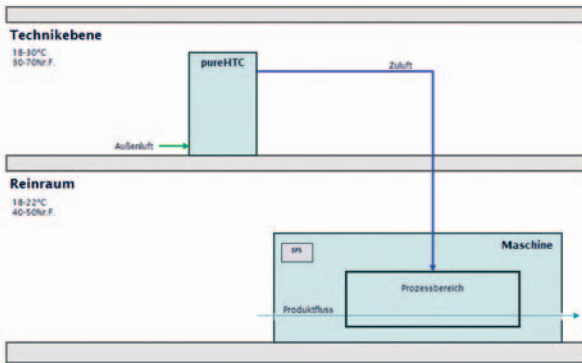 Technikebene
18-30°C
30-70%r.F.
pureHTC
Zuluft
Außenluft
Reinraum
18-22°C
40-50%r.F.
SPS
Maschine
Prozessbereich
Produktfluss